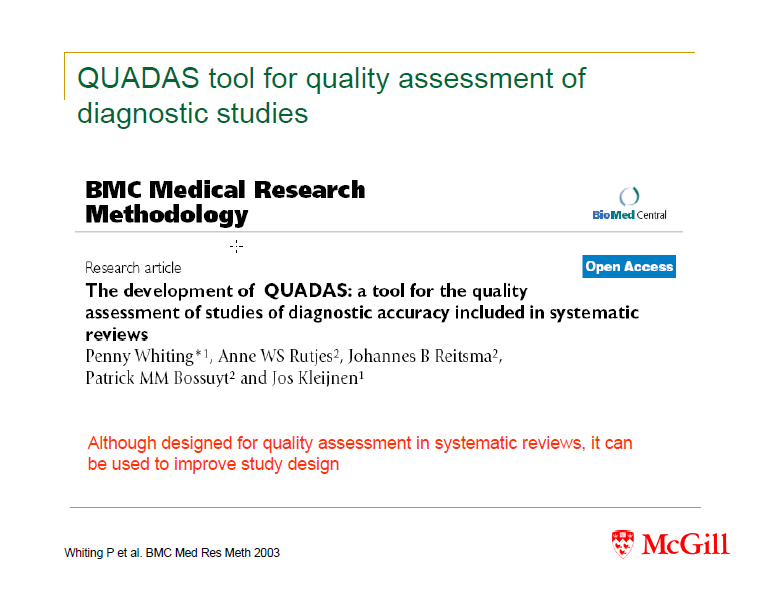 QUADAS tool for quality assessment of
diagnostic studies
BMC Medical Research
Methodology
BioMed Central
Research article
Open Access
The development of QUADAS: a tool for the quality
assessment of studies of diagnostic accuracy included in systematic
reviews
Penny Whiting*¹, Anne WS Rutjes², Johannes B Reitsma²,
Patrick MM Bossuyt² and Jos Kleijnen¹
Although designed for quality assessment in systematic reviews, it can
be used to improve study design
Whiting P et al. BMC Med Res Meth 2003
McGill